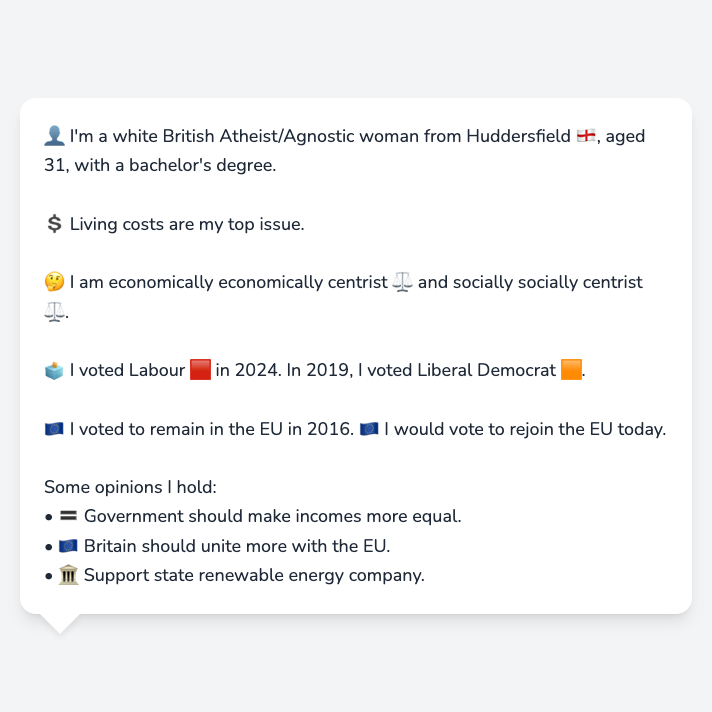 👤 I'm a white British Atheist/Agnostic woman from Huddersfield 🏴󠁧󠁢󠁥󠁮󠁧󠁿, aged
31, with a bachelor's degree.
💲 Living costs are my top issue.
🤔 I am economically economically centrist ⚖️ and socially socially centrist
⚖️.
🗳️ I voted Labour 🟥 in 2024. In 2019, I voted Liberal Democrat 🟧.
🇪🇺 I voted to remain in the EU in 2016. 🇪🇺 I would vote to rejoin the EU today.
Some opinions I hold:
• 🟰 Government should make incomes more equal.
• 🇪🇺 Britain should unite more with the EU.
• 🏛️ Support state renewable energy company.